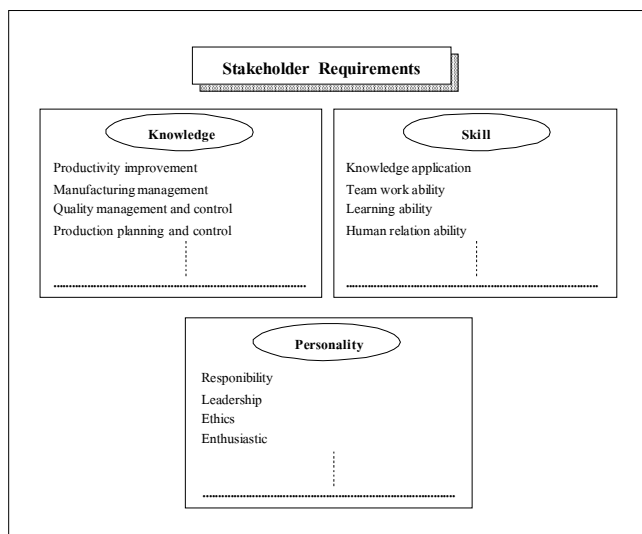 Stakeholder Requirements
Knowledge
Productivity improvement
Manufacturing management
Quality management and control
Production planning and control
Skill
Knowledge application
Team work ability
Learning ability
Human relation ability
Personality
Responibility
Leadership
Ethics
Enthusiastic